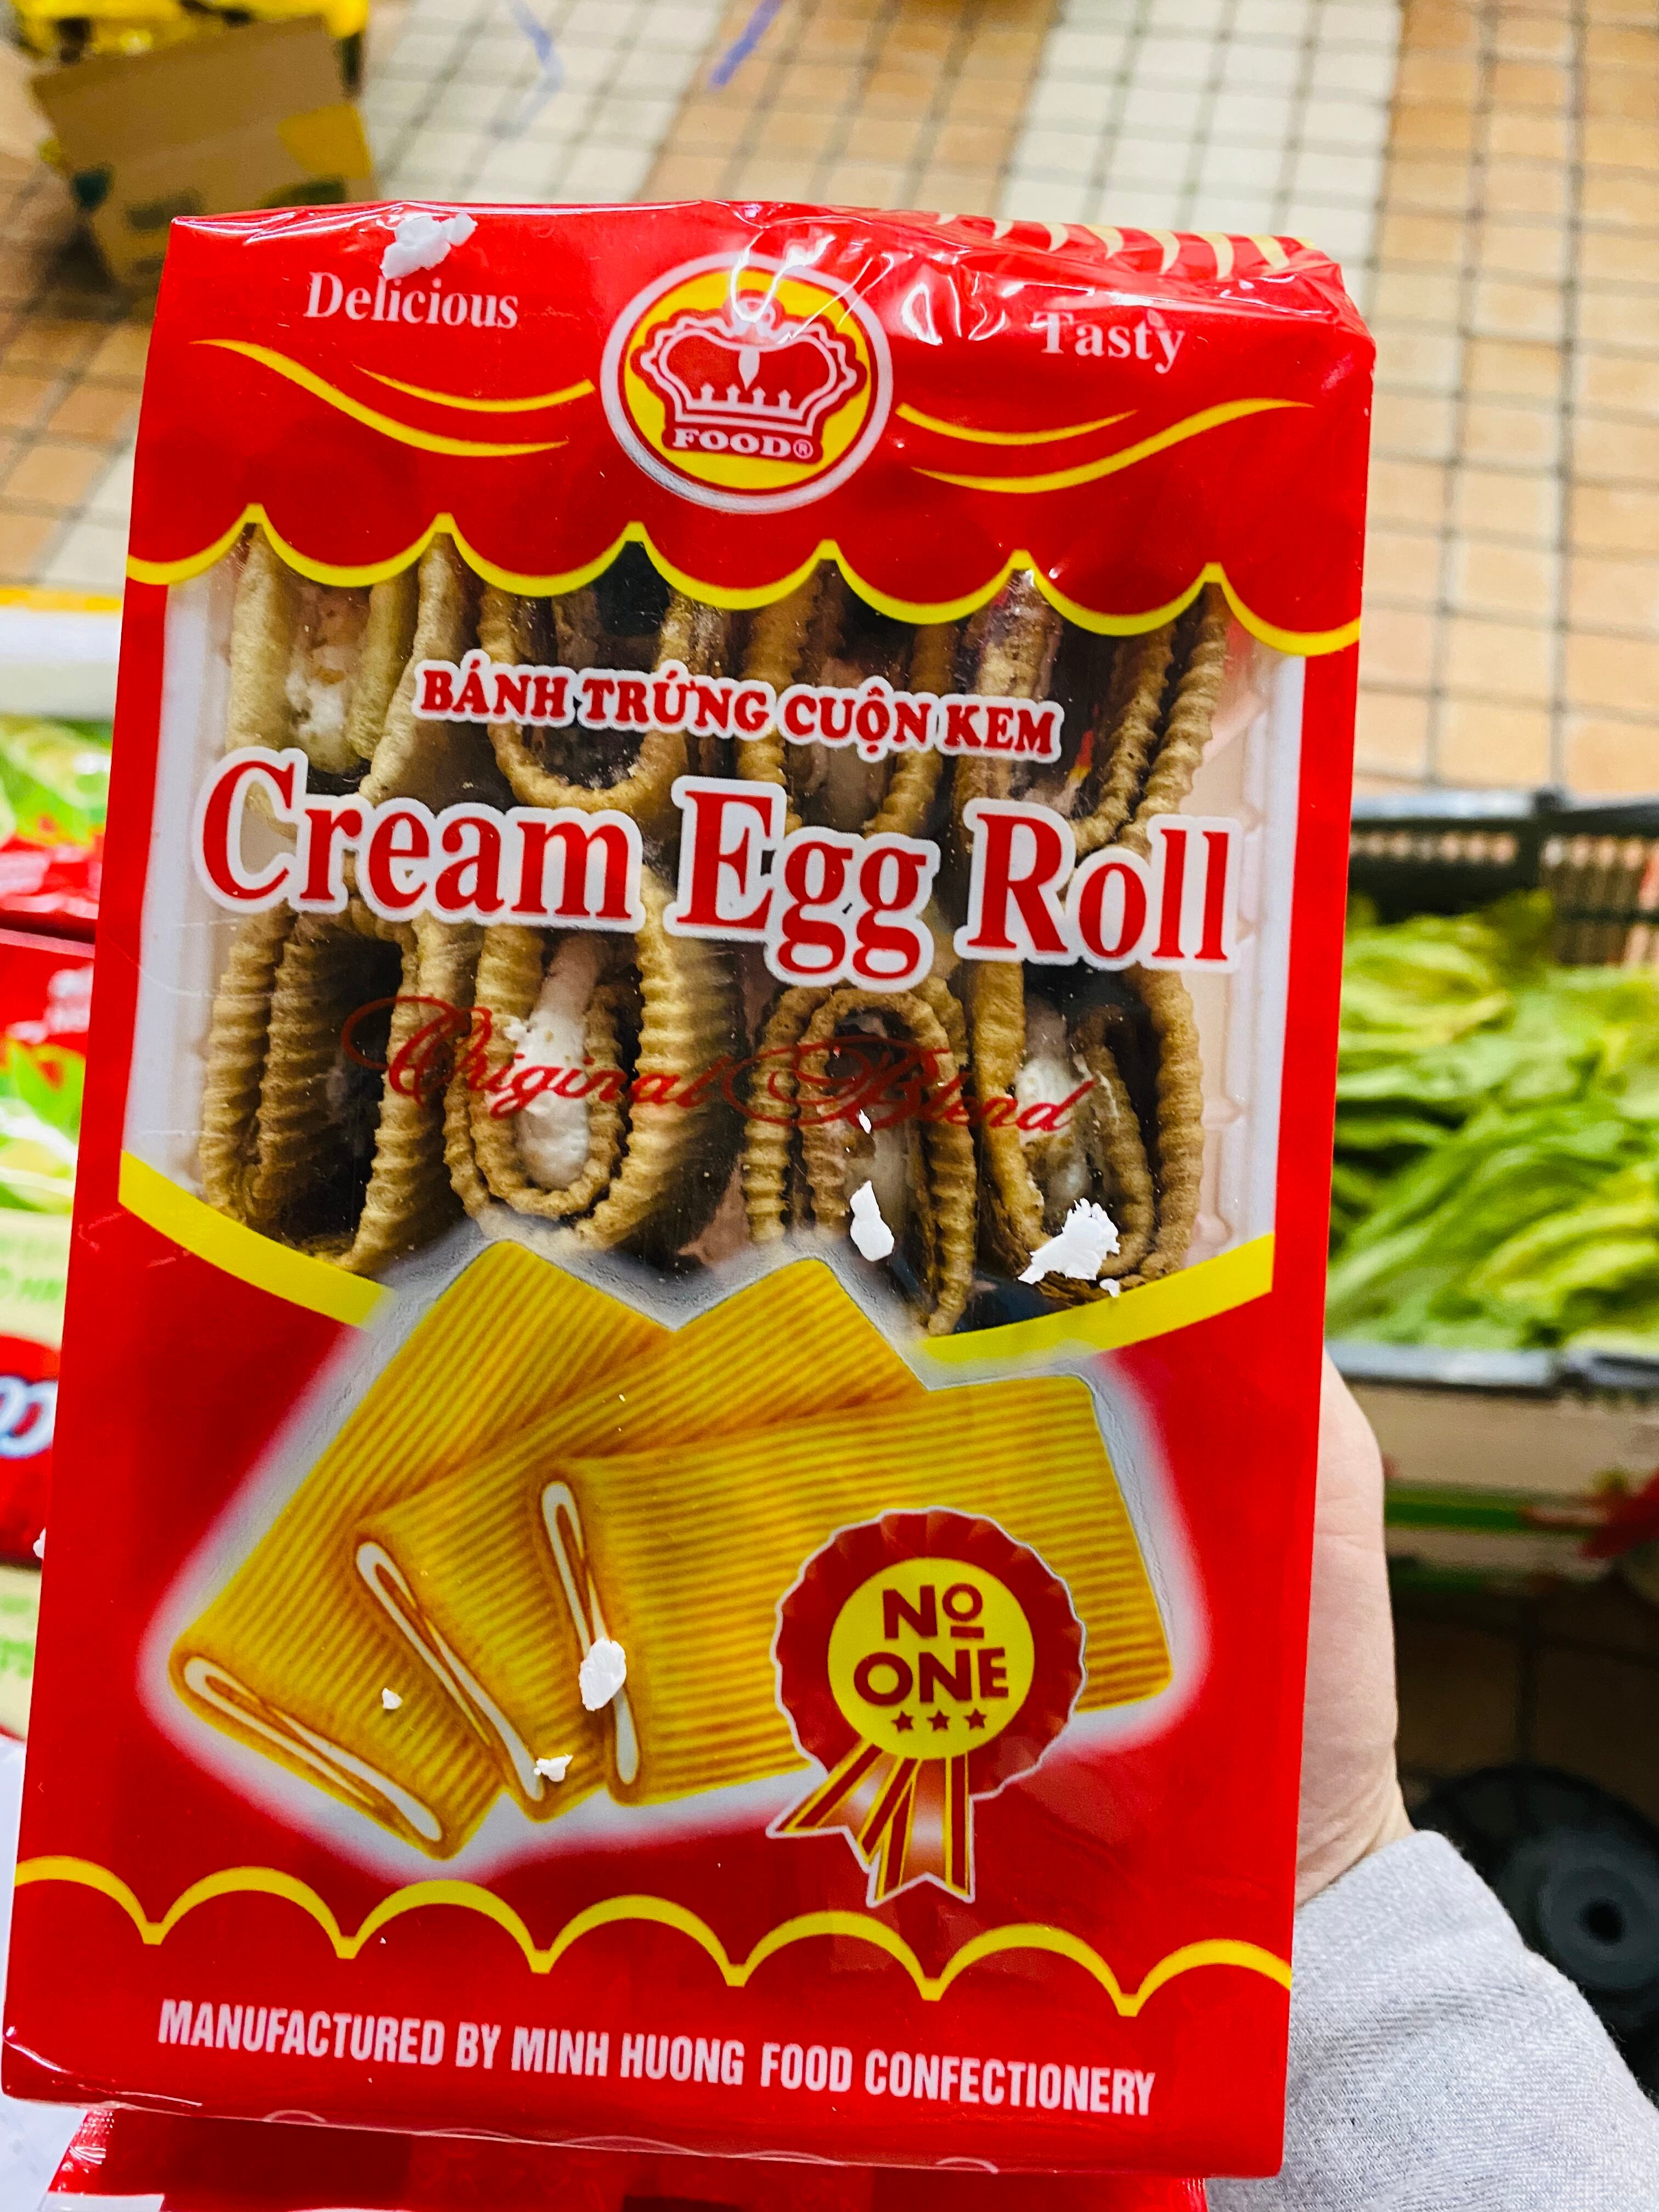 Delicious
Tasty
FOOD®
BÁNH TRỨNG CUỘN KEM
Cream Egg Roll
Original Blend
Nº
ONE
MANUFACTURED BY MINH HUONG FOOD CONFECTIONERY